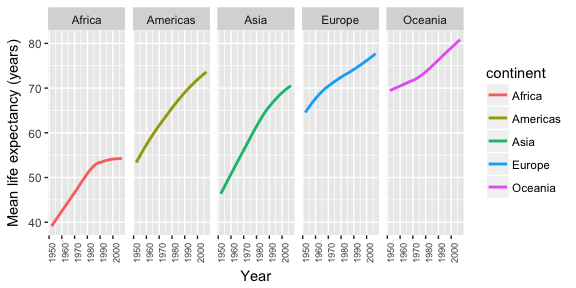 Africa Americas Asia Europe Oceania
Mean life expectancy (years)
80
70
60
50
40
1950 1960 1970 1980 1990 2000 1950 1960 1970 1980 1990 2000 1950 1960 1970 1980 1990 2000 1950 1960 1970 1980 1990 2000 1950 1960 1970 1980 1990 2000
Year
continent
Africa
Americas
Asia
Europe
Oceania